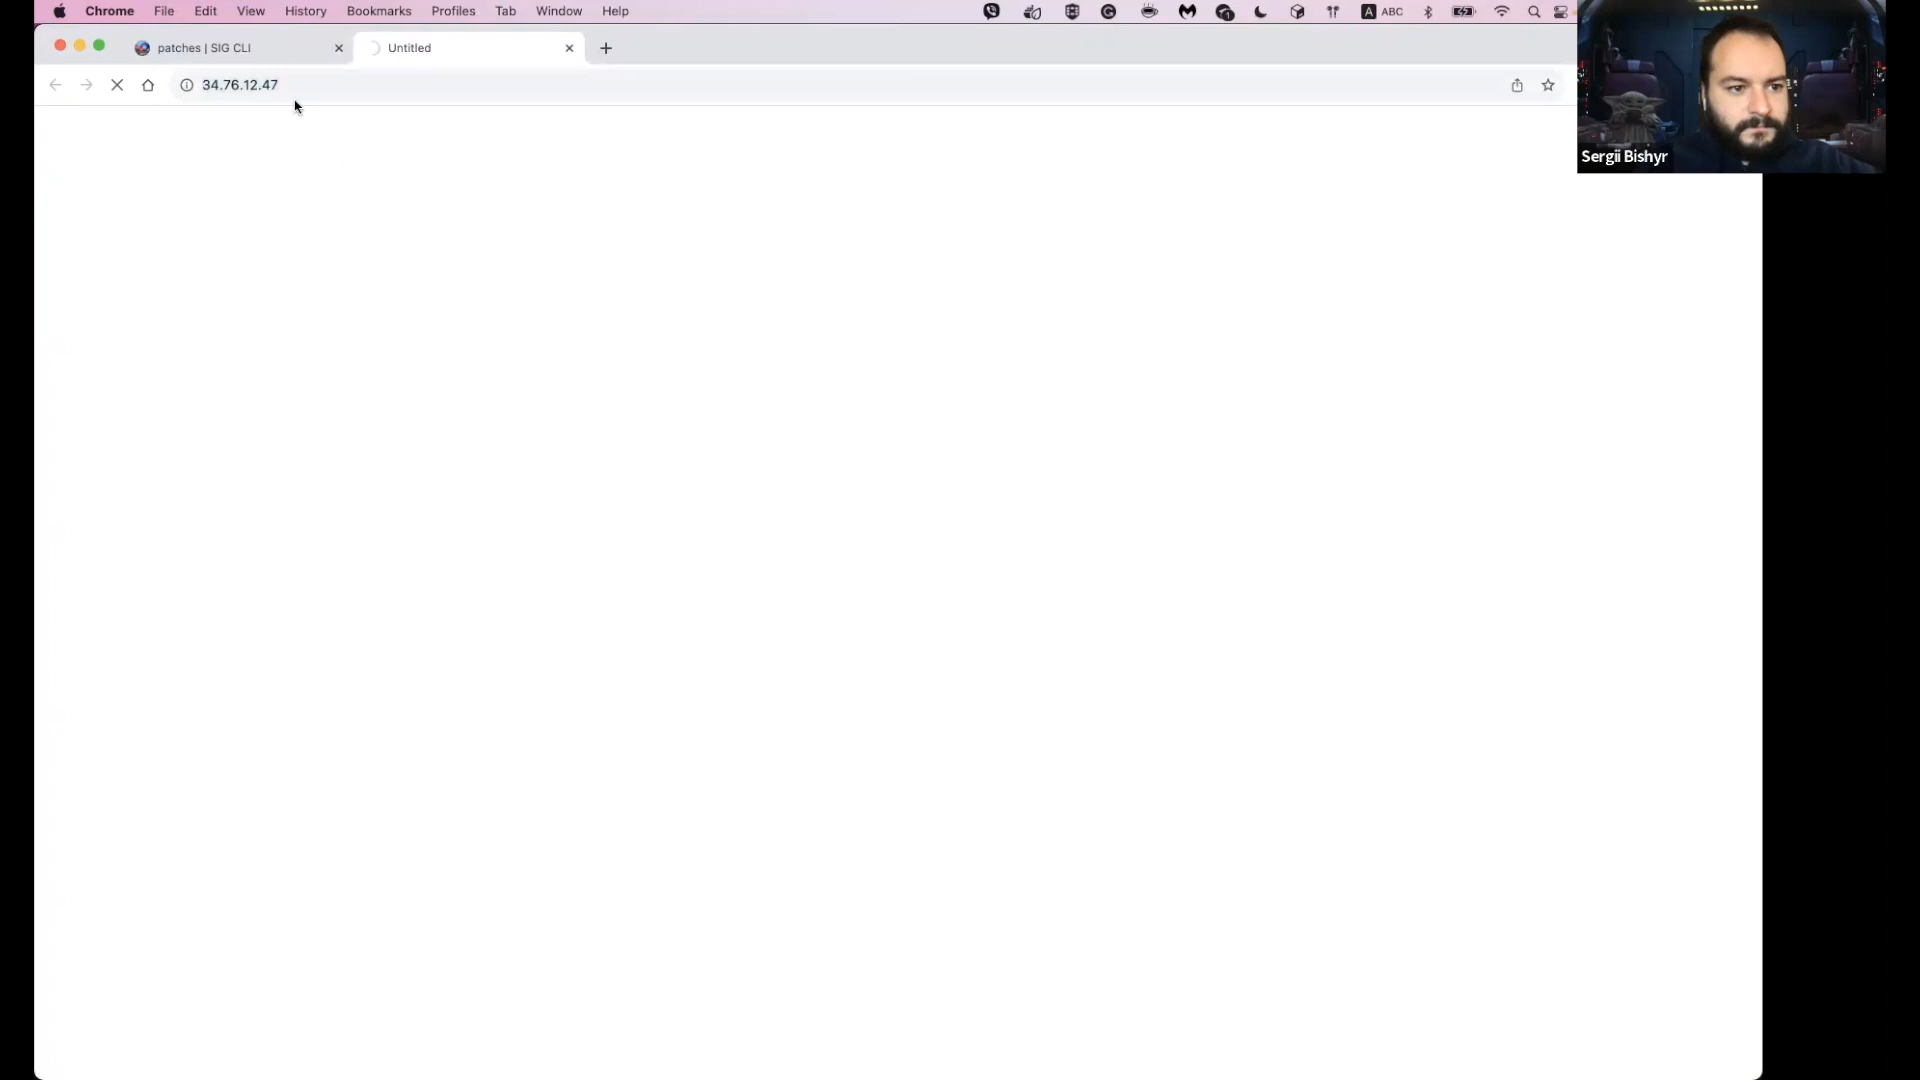 Chrome File Edit View History Bookmarks Profiles Tab Window Help A ABC
patches | SIG CLI Untitled
34.76.12.47
Sergii Bishyr